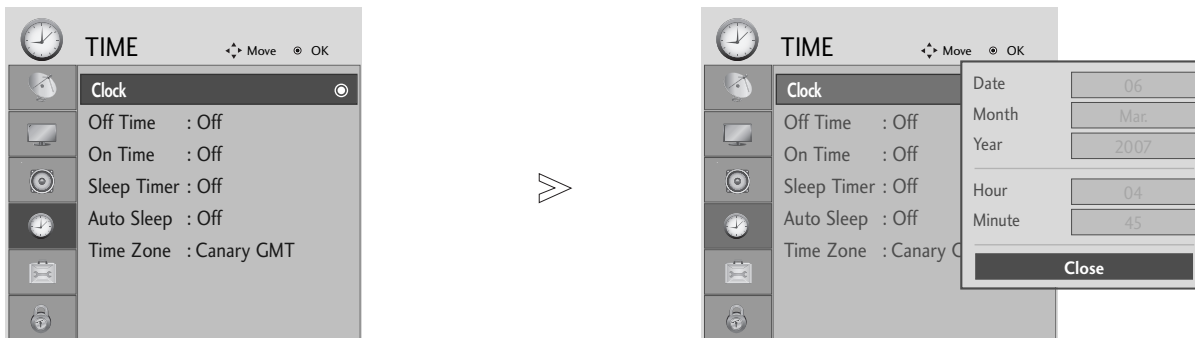 TIME
Move OK
Clock
Off Time : Off
On Time : Off
Sleep Timer : Off
Auto Sleep : Off
Time Zone : Canary GMT
TIME
Move OK
Clock
Off Time : Off
On Time : Off
Sleep Timer : Off
Auto Sleep : Off
Time Zone : Canary G
Date 06
Month Mar.
Year 2007
Hour 04
Minute 45
Close